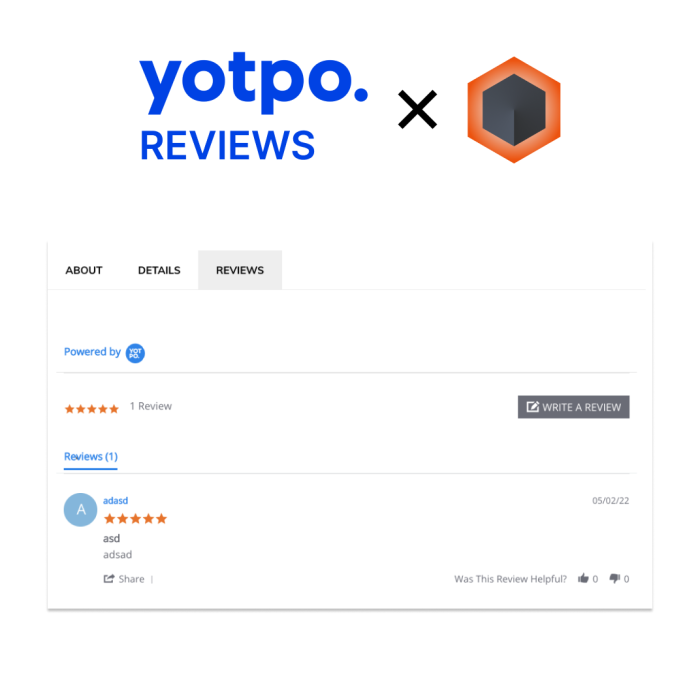 yotpo.
REVIEWS
ABOUT DETAILS REVIEWS
Powered by YOT PO.
1 Review WRITE A REVIEW
Reviews (1)
A adasd 05/02/22
asd
adsad
Share | Was This Review Helpful? 0 0